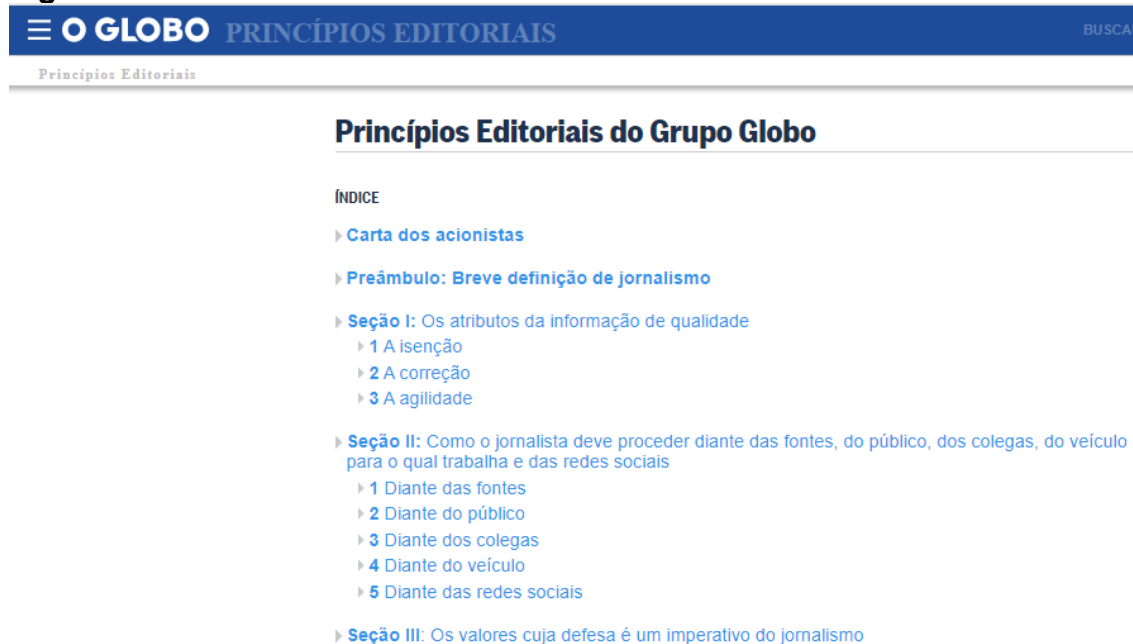 O GLOBO PRINCÍPIOS EDITORIAIS
Princípios Editoriais
Princípios Editoriais do Grupo Globo
ÍNDICE
Carta dos acionistas
Preâmbulo: Breve definição de jornalismo
Seção I: Os atributos da informação de qualidade
1 A isenção
2 A correção
3 A agilidade
Seção II: Como o jornalista deve proceder diante das fontes, do público, dos colegas, do veículo
para o qual trabalha e das redes sociais
1 Diante das fontes
2 Diante do público
3 Diante dos colegas
4 Diante do veículo
5 Diante das redes sociais
Seção III: Os valores cuja defesa é um imperativo do jornalismo